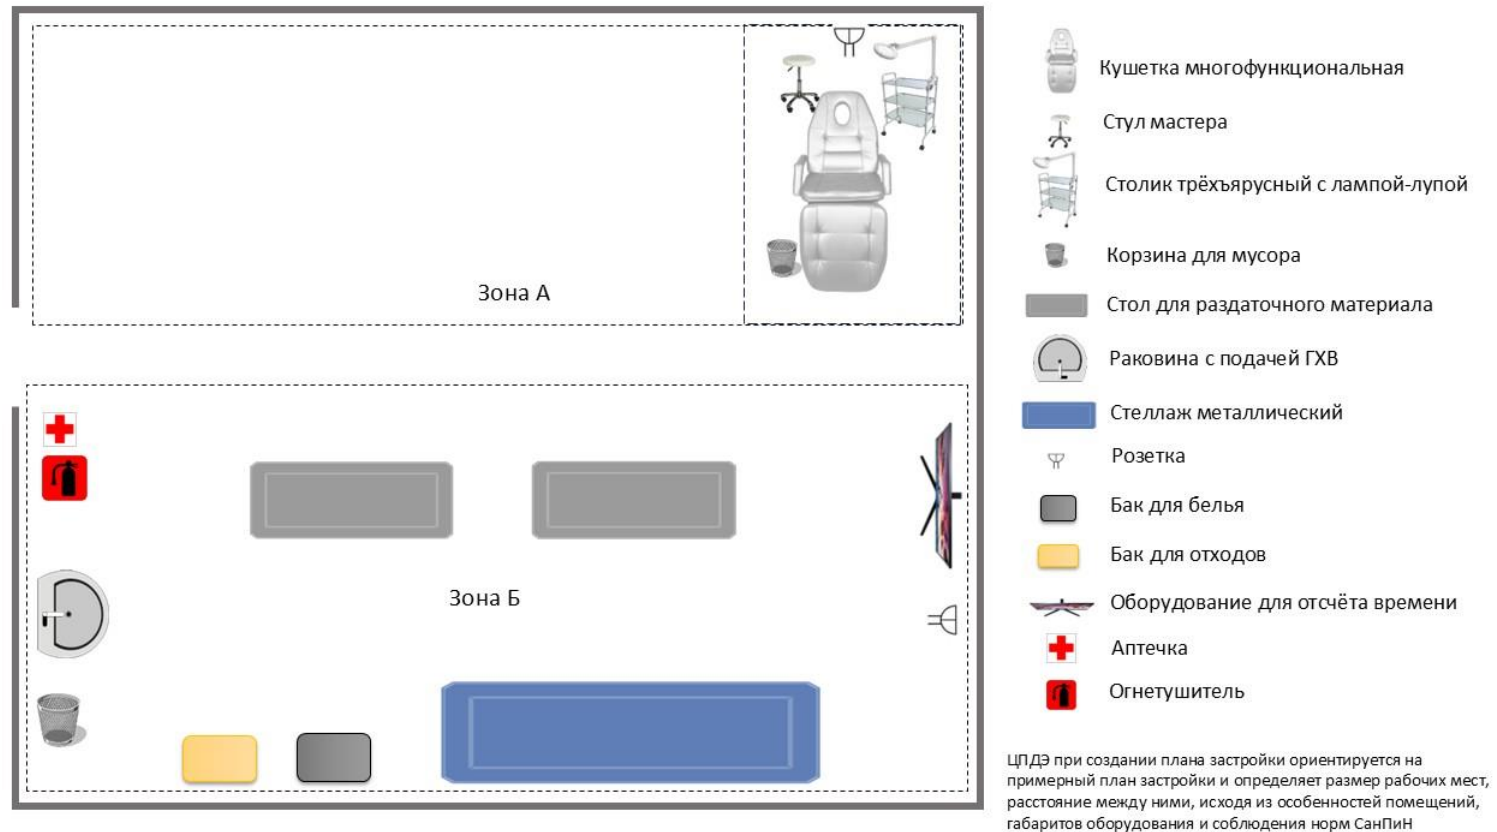 Зона А
Зона Б
Кушетка многофункциональная
Стул мастера
Столик трёхъярусный с лампой-лупой
Корзина для мусора
Стол для раздаточного материала
Раковина с подачей ГХВ
Стеллаж металлический
Розетка
Бак для белья
Бак для отходов
Оборудование для отсчёта времени
Аптечка
Огнетушитель
ЦПДЭ при создании плана застройки ориентируется на
примерный план застройки и определяет размер рабочих мест,
расстояние между ними, исходя из особенностей помещений,
габаритов оборудования и соблюдения норм СанПиН